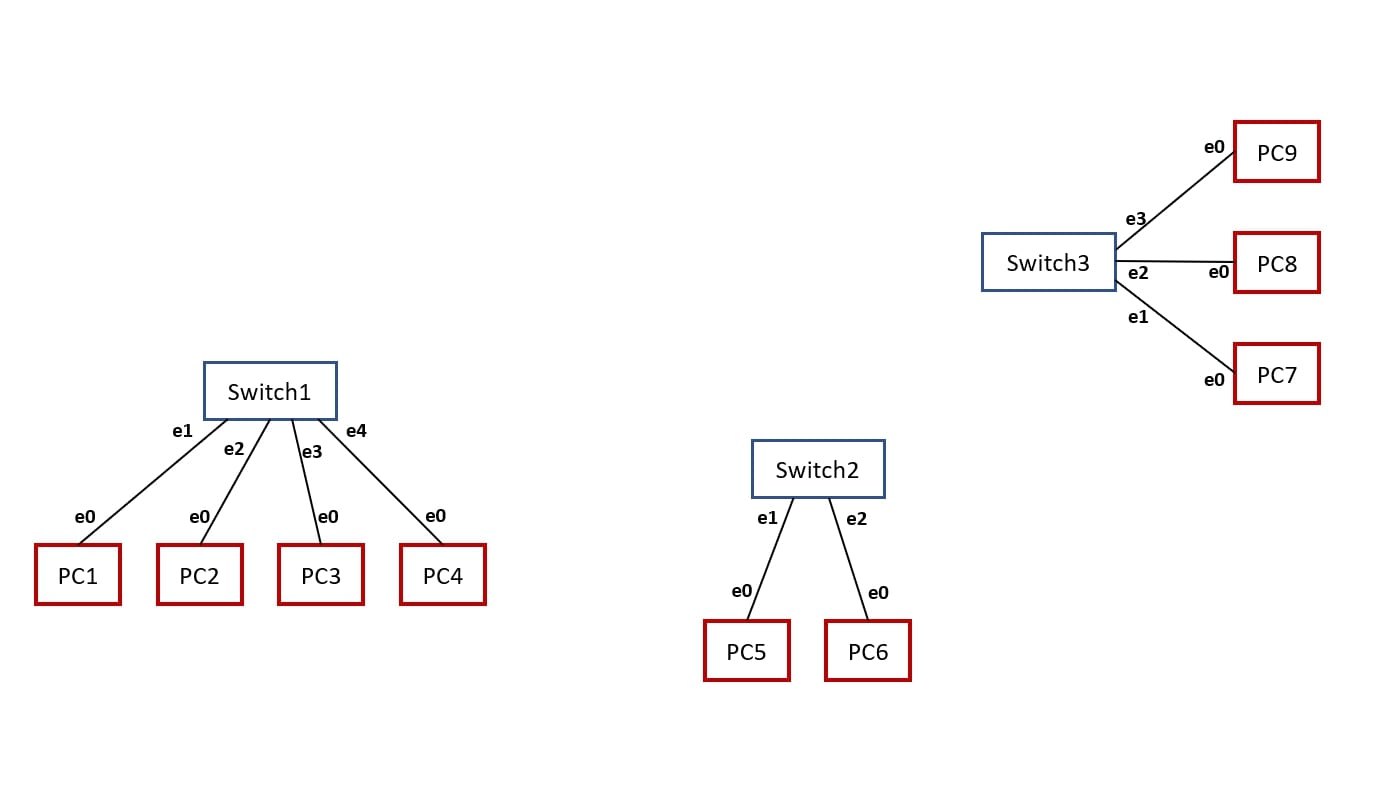 e0
PC9
e3
Switch3
e2
e0
PC8
e1
e0
PC7
Switch1
e1
e2
e3
e4
e0
e0
e0
e0
PC1
PC2
PC3
PC4
Switch2
e1
e2
e0
e0
PC5
PC6